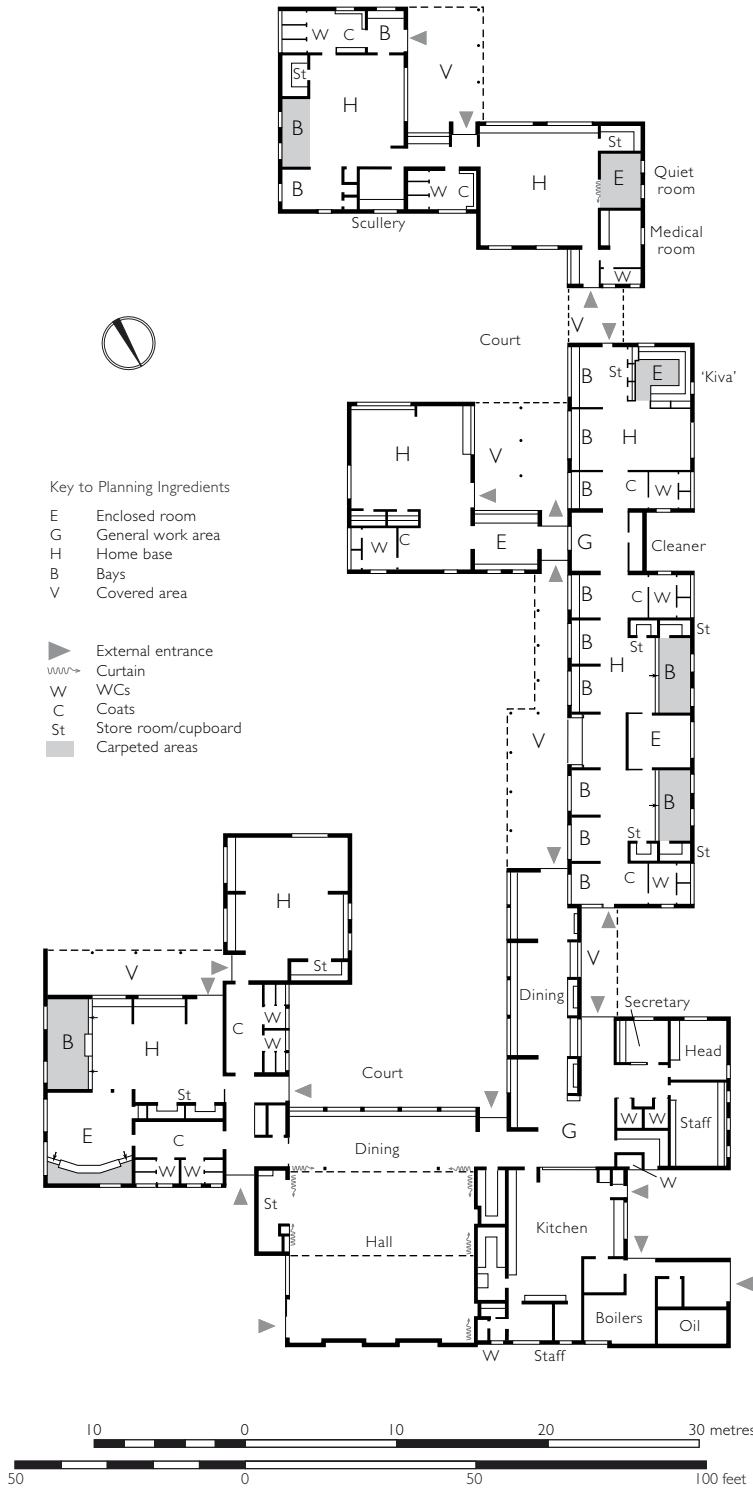 W C B
St
V
H
B
St
H
E
Quiet
room
B
W C
Scullery
Medical
room
W
V
Court
B
St
E
'Kiva'
H
V
B
H
B
C
W
W
C
E
G
Cleaner
Key to Planning Ingredients
E Enclosed room
G General work area
H Home base
B Bays
V Covered area
External entrance
Curtain
W WCs
C Coats
St Store room/cupboard
Carpeted areas
B
C W
St
B
St
H
B
B
V
E
B
B
B
St
St
B
C W
H
St
V
V
Dining
Secretary
Head
C
W
W
B
H
Court
St
W W
Staff
E
C
G
Dining
W W
W
St
Kitchen
Hall
Boilers
Oil
W
Staff
10 0 10 20 30 metres
50 0 50 100 feet